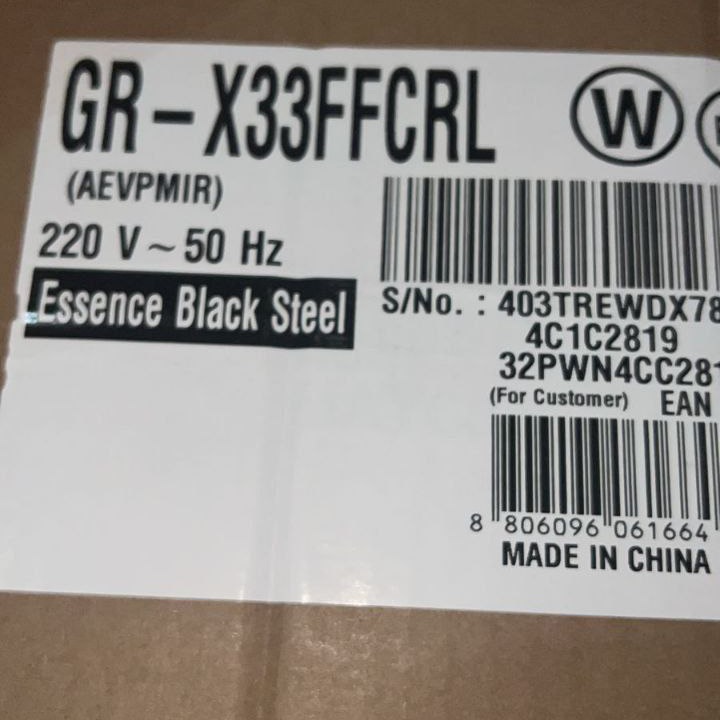 GR-X33FFCRL W
(AEVPMIR)
220 V ~ 50 Hz
Essence Black Steel
S/No. : 403TREWDX78
4C1C2819
32PWN4CC281
(For Customer) EAN
8 806096 061664
MADE IN CHINA